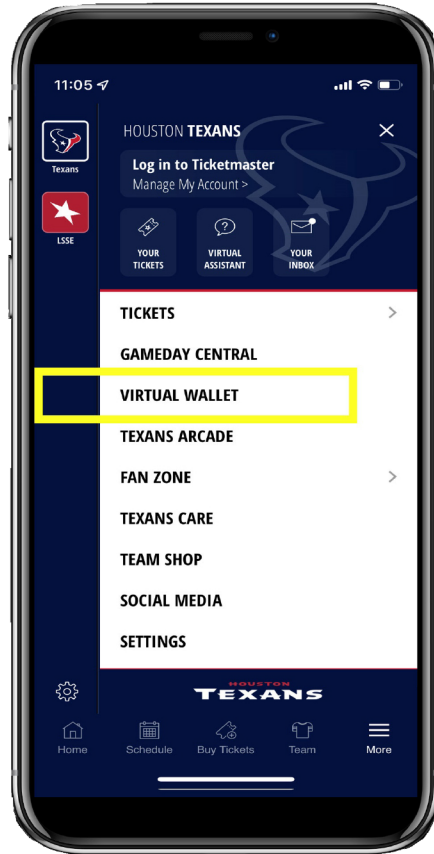 11:05
HOUSTON TEXANS
Texans
Log in to Ticketmaster
Manage My Account >
LSSE
YOUR TICKETS
VIRTUAL ASSISTANT
YOUR INBOX
TICKETS
GAMEDAY CENTRAL
VIRTUAL WALLET
TEXANS ARCADE
FAN ZONE
TEXANS CARE
TEAM SHOP
SOCIAL MEDIA
SETTINGS
HOUSTON
TEXANS
Home
Schedule
Buy Tickets
Team
More